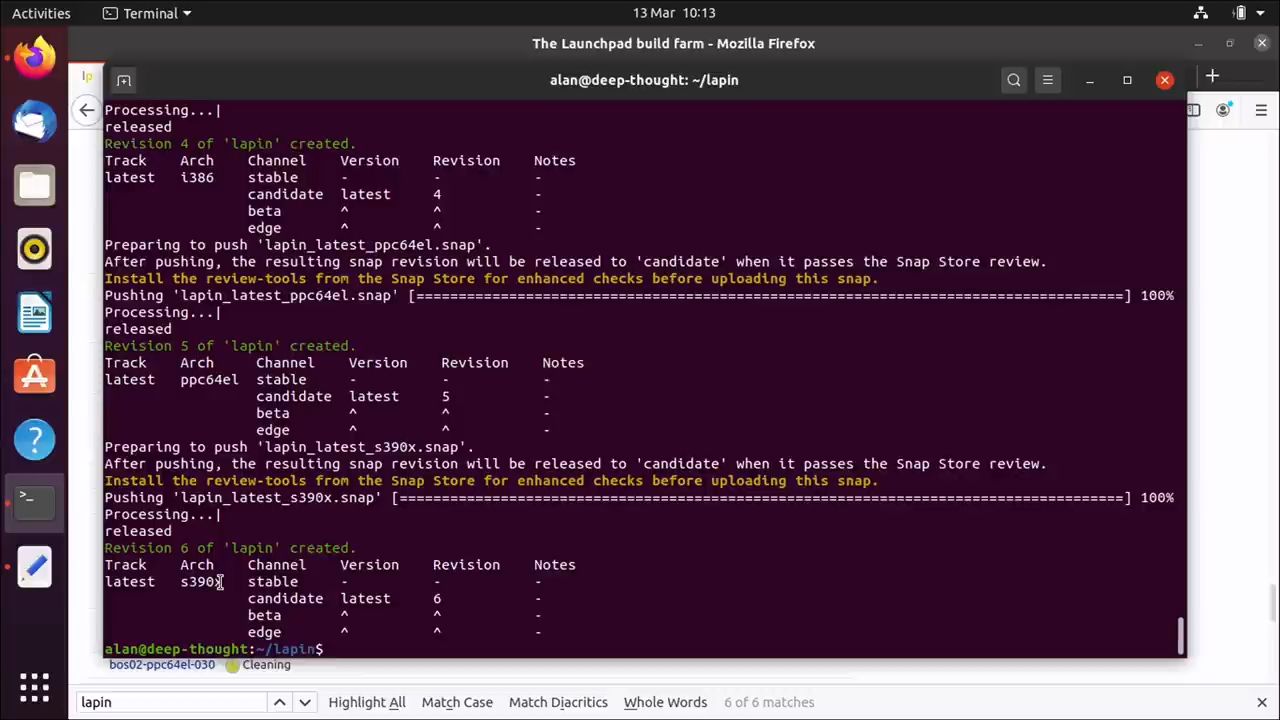 Activities Terminal 13 Mar 10:13
The Launchpad build farm - Mozilla Firefox
lp
alan@deep-thought: ~/lapin
Processing...|
released
Revision 4 of 'lapin' created.
Track Arch Channel Version Revision Notes
latest i386 stable - - -
candidate latest 4 -
beta ^ ^ -
edge ^ ^ -
Preparing to push 'lapin_latest_ppc64el.snap'.
After pushing, the resulting snap revision will be released to 'candidate' when it passes the Snap Store review.
Install the review-tools from the Snap Store for enhanced checks before uploading this snap.
Pushing 'lapin_latest_ppc64el.snap' [=====================================================================================] 100%
Processing...|
released
Revision 5 of 'lapin' created.
Track Arch Channel Version Revision Notes
latest ppc64el stable - - -
candidate latest 5 -
beta ^ ^ -
edge ^ ^ -
Preparing to push 'lapin_latest_s390x.snap'.
After pushing, the resulting snap revision will be released to 'candidate' when it passes the Snap Store review.
Install the review-tools from the Snap Store for enhanced checks before uploading this snap.
Pushing 'lapin_latest_s390x.snap' [=======================================================================================] 100%
Processing...|
released
Revision 6 of 'lapin' created.
Track Arch Channel Version Revision Notes
latest s390x stable - - -
candidate latest 6 -
beta ^ ^ -
edge ^ ^ -
alan@deep-thought:~/lapin$
bos02-ppc64el-030 Cleaning
lapin Highlight All Match Case Match Diacritics Whole Words 6 of 6 matches